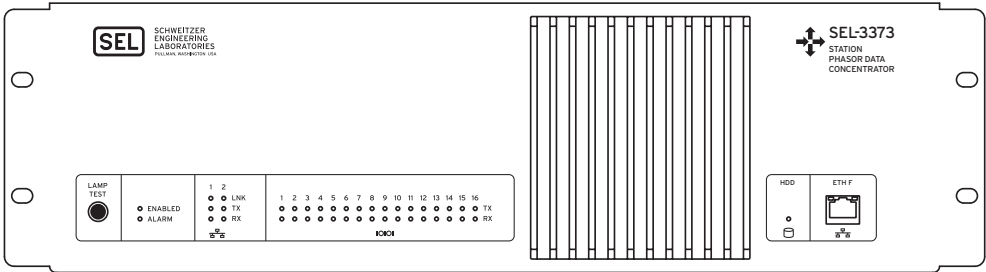 SEL
SCHWEITZER
ENGINEERING
LABORATORIES
PULLMAN, WASHINGTON USA
SEL-3373
STATION
PHASOR DATA
CONCENTRATOR
LAMP
TEST
ENABLED
ALARM
1 2
LNK
TX
RX
1 2 3 4 5 6 7 8 9 10 11 12 13 14 15 16
TX
RX
HDD
ETH F